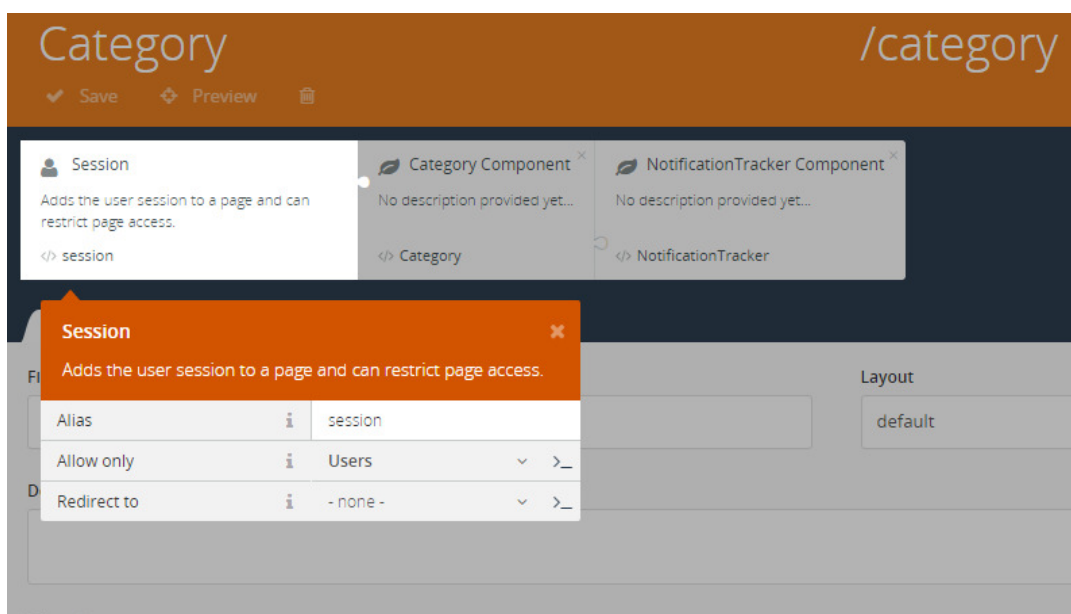 Category
/category
Save
Preview
Session
Category Component
NotificationTracker Component
Adds the user session to a page and can
restrict page access.
No description provided yet...
No description provided yet...
</> session
</> Category
</> NotificationTracker
Session
Adds the user session to a page and can restrict page access.
Layout
default
Alias
session
Allow only
Users
Redirect to
- none -